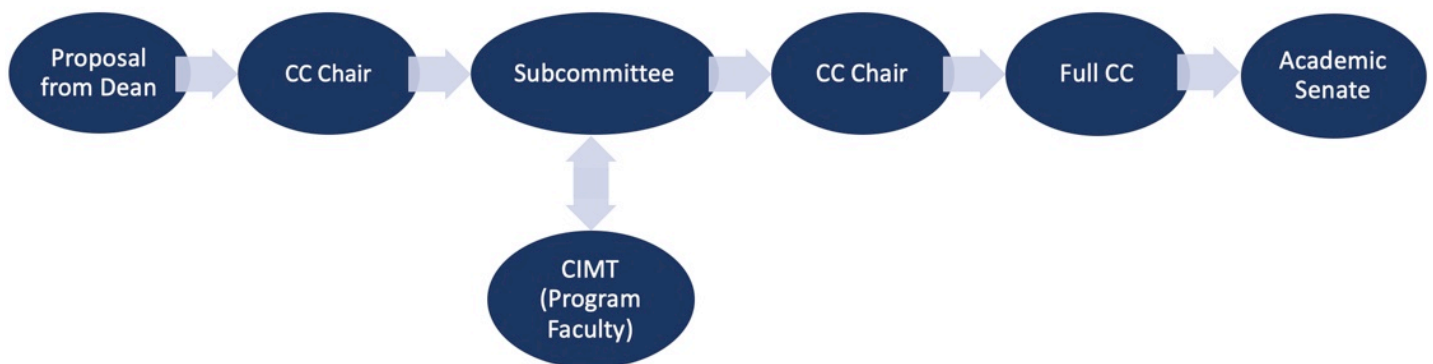 Proposal
from Dean
CC Chair
Subcommittee
CC Chair
Full CC
Academic
Senate
CIMT
(Program
Faculty)